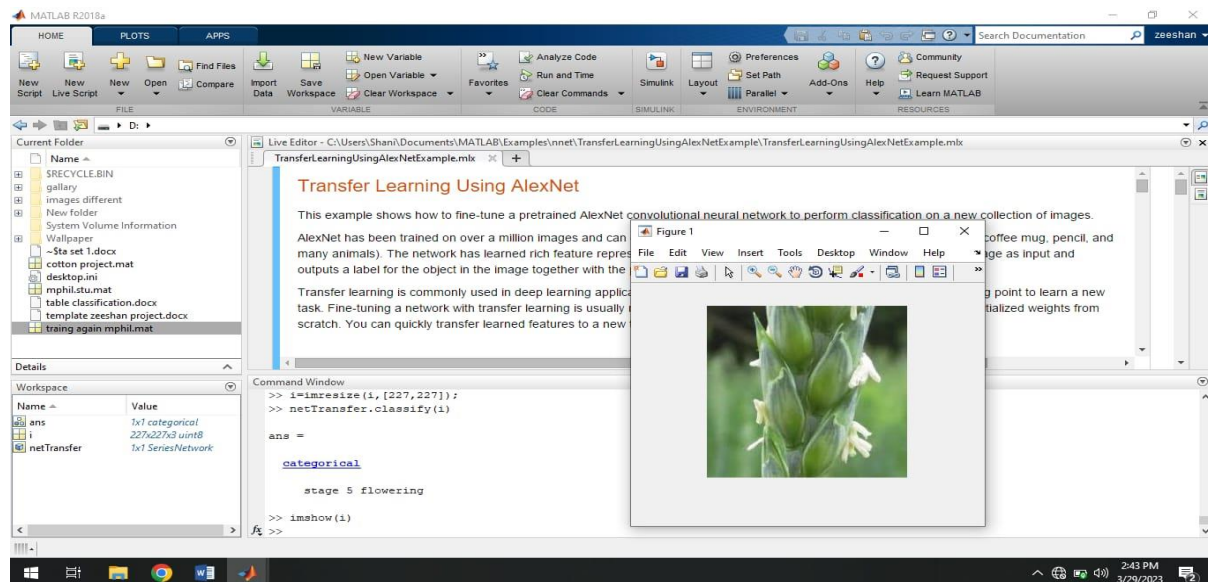 MATLAB R2018a
HOME PLOTS APPS
Search Documentation zeeshan
New Script
New Live Script
New
Open
Find Files
Compare
Import Data
Save Workspace
New Variable
Open Variable
Clear Workspace
Favorites
Analyze Code
Run and Time
Clear Commands
Simulink
Layout
Preferences
Set Path
Parallel
Add-Ons
Help
Community
Request Support
Learn MATLAB
FILE VARIABLE CODE SIMULINK ENVIRONMENT RESOURCES
D:
Current Folder
Name
$RECYCLE.BIN
gallary
images different
New folder
System Volume Information
Wallpaper
~$ta set 1.docx
cotton project.mat
desktop.ini
mphil.stu.mat
table classification.docx
template zeeshan project.docx
traing again mphil.mat
Details
Workspace
Name Value
ans 1x1 categorical
i 227x227x3 uint8
netTransfer 1x1 SeriesNetwork
Live Editor - C:\Users\Shani\Documents\MATLAB\Examples\nnet\TransferLearningUsingAlexNetExample\TransferLearningUsingAlexNetExample.mlx
TransferLearningUsingAlexNetExample.mlx
Transfer Learning Using AlexNet
This example shows how to fine-tune a pretrained AlexNet convolutional neural network to perform classification on a new collection of images.
AlexNet has been trained on over a million images and can coffee mug, pencil, and
many animals). The network has learned rich feature repres ge as input and
outputs a label for the object in the image together with the
Transfer learning is commonly used in deep learning applica g point to learn a new
task. Fine-tuning a network with transfer learning is usually tialized weights from
scratch. You can quickly transfer learned features to a new
Figure 1
File Edit View Insert Tools Desktop Window Help
Command Window
>> i=imresize(i,[227,227]);
>> netTransfer.classify(i)
ans =
categorical
stage 5 flowering
>> imshow(i)
fx >>
2:43 PM
3/29/2023